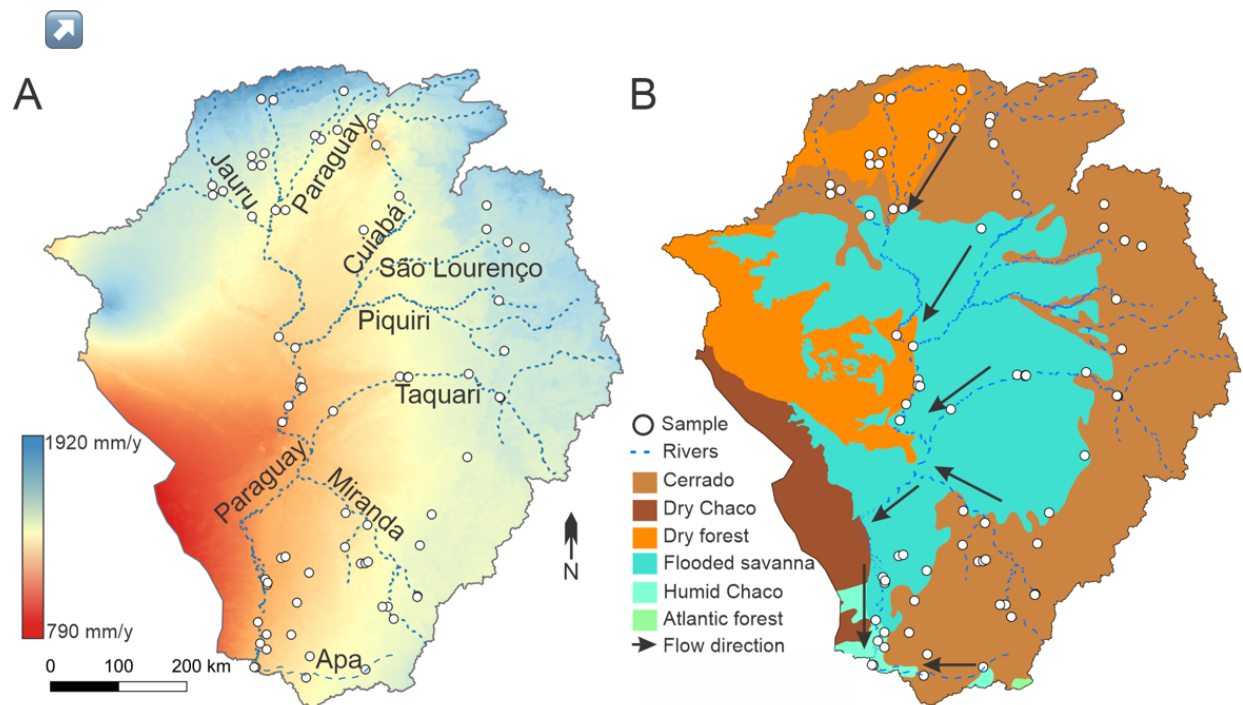 A
B
Jauru
Paraguay
Cuiabá
São Lourenço
Piquiri
Taquari
Paraguay
Miranda
Apa
1920 mm/y
790 mm/y
0 100 200 km
N
Sample
Rivers
Cerrado
Dry Chaco
Dry forest
Flooded savanna
Humid Chaco
Atlantic forest
Flow direction